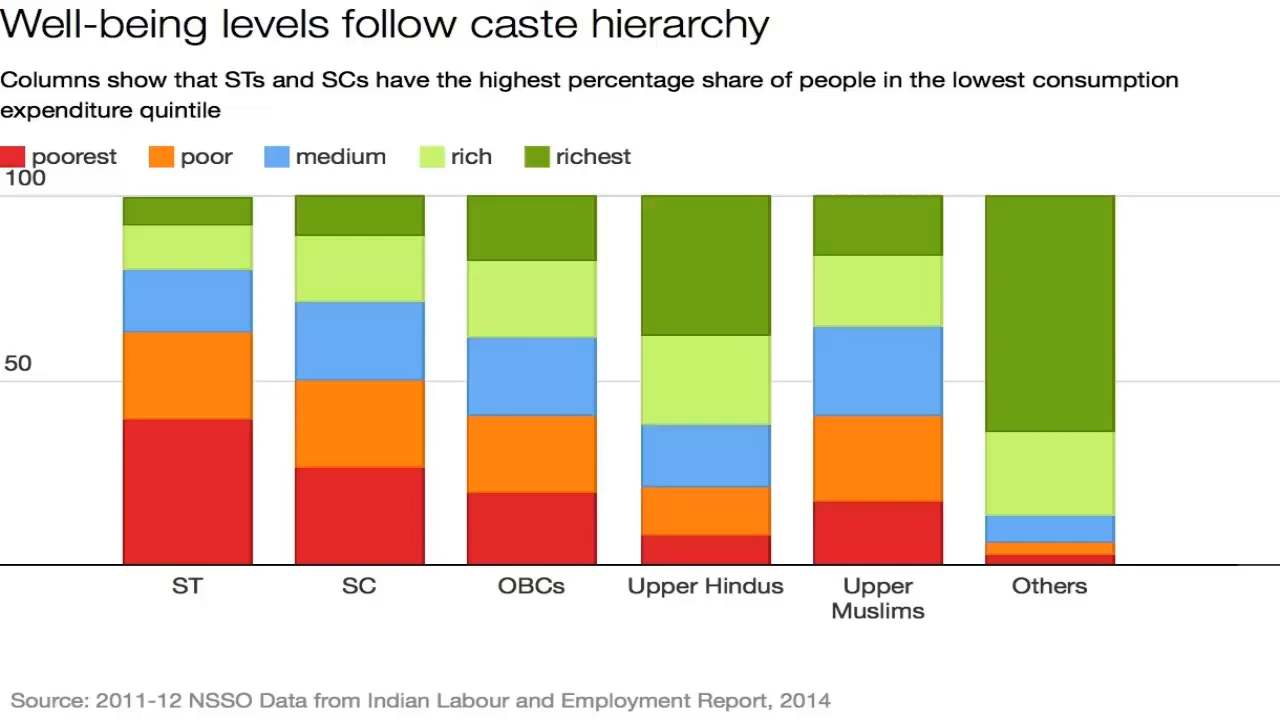 Well-being levels follow caste hierarchy
Columns show that STs and SCs have the highest percentage share of people in the lowest consumption
expenditure quintile
poorest poor medium rich richest
100
50
ST SC OBCs Upper Hindus Upper Others
Muslims
Source: 2011-12 NSSO Data from Indian Labour and Employment Report, 2014